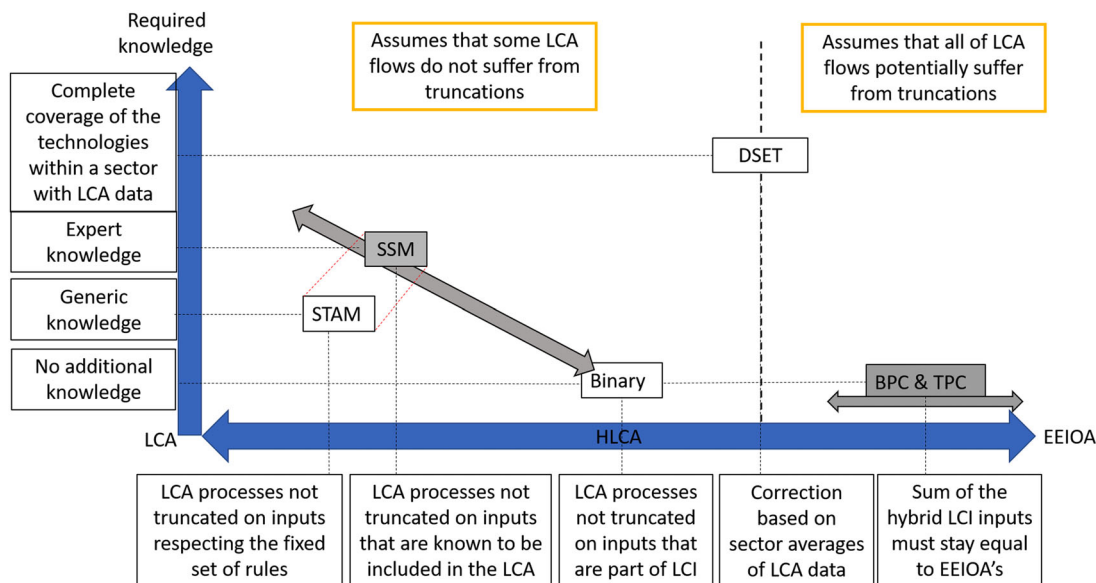 Required
knowledge
Assumes that some LCA
flows do not suffer from
truncations
Assumes that all of LCA
flows potentially suffer
from truncations
Complete
coverage of the
technologies
within a sector
with LCA data
DSET
Expert
knowledge
SSM
Generic
knowledge
STAM
No additional
knowledge
Binary
BPC & TPC
LCA
HLCA
EEIOA
LCA processes not
truncated on inputs
respecting the fixed
set of rules
LCA processes not
truncated on inputs
that are known to be
included in the LCA
LCA processes
not truncated
on inputs that
are part of LCI
Correction
based on
sector averages
of LCA data
Sum of the
hybrid LCI inputs
must stay equal
to EEIOA's